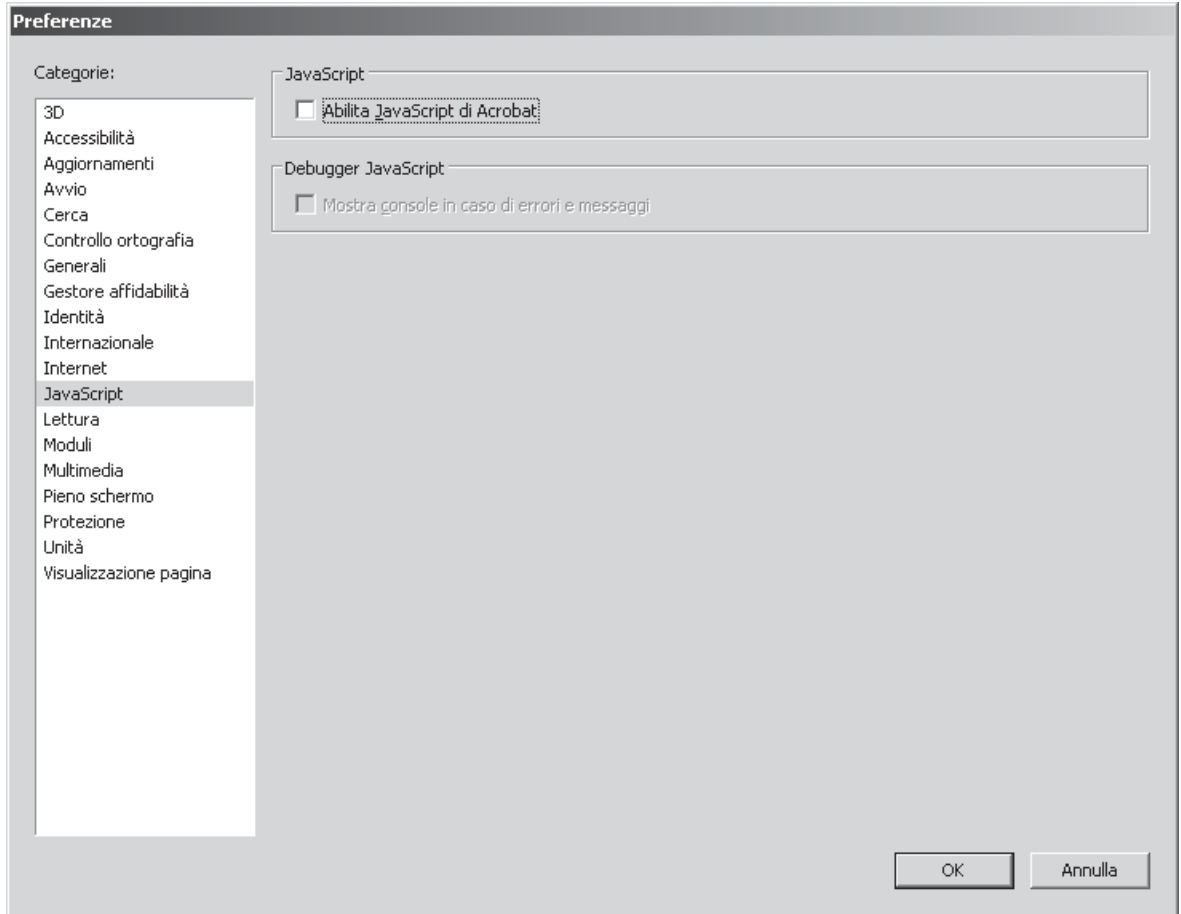 Preferenze
Categorie:
3D
Accessibilità
Aggiornamenti
Avvio
Cerca
Controllo ortografia
Generali
Gestore affidabilità
Identità
Internazionale
Internet
JavaScript
Lettura
Moduli
Multimedia
Pieno schermo
Protezione
Unità
Visualizzazione pagina
JavaScript
Abilita JavaScript di Acrobat
Debugger JavaScript
Mostra console in caso di errori e messaggi
OK
Annulla